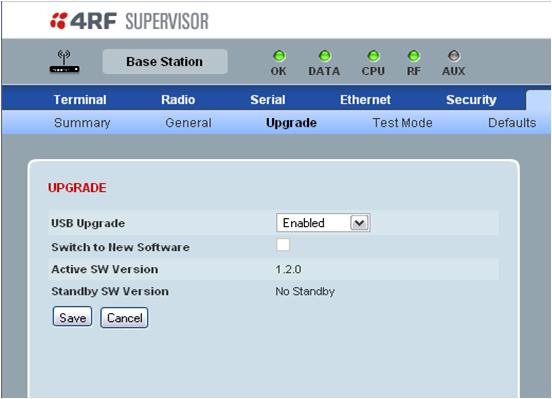 4RF SUPERVISOR
Base Station
OK DATA CPU RF AUX
Terminal Radio Serial Ethernet Security
Summary General Upgrade Test Mode Defaults
UPGRADE
USB Upgrade Enabled
Switch to New Software
Active SW Version 1.2.0
Standby SW Version No Standby
Save Cancel